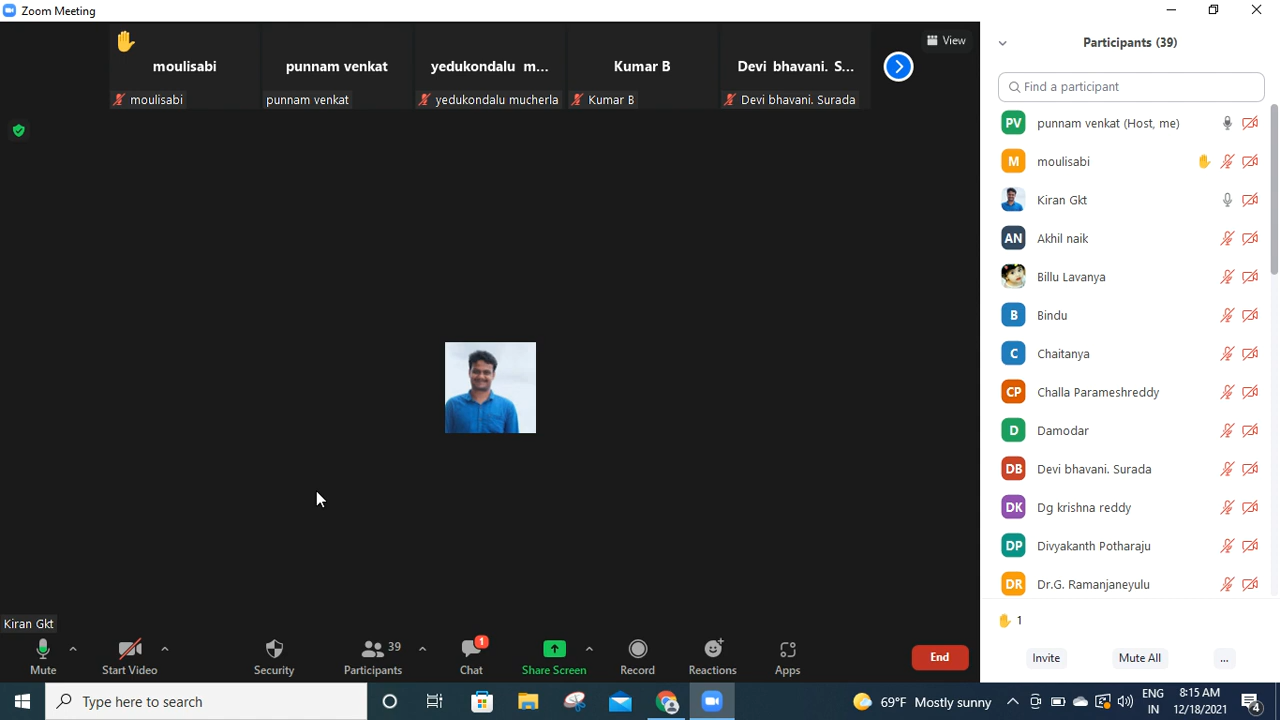 Zoom Meeting
moulisabi
punnam venkat
yedukondalu m...
Kumar B
Devi bhavani. S...
View
moulisabi
punnam venkat
yedukondalu mucherla
Kumar B
Devi bhavani. Surada
Kiran Gkt
Mute
Start Video
Security
39
Participants
1
Chat
Share Screen
Record
Reactions
Apps
End
Participants (39)
Find a participant
PV punnam venkat (Host, me)
M moulisabi
Kiran Gkt
AN Akhil naik
Billu Lavanya
B Bindu
C Chaitanya
CP Challa Parameshreddy
D Damodar
DB Devi bhavani. Surada
DK Dg krishna reddy
DP Divyakanth Potharaju
DR Dr.G. Ramanjaneyulu
1
Invite
Mute All
...
Type here to search
69°F Mostly sunny
ENG
IN
8:15 AM
12/18/2021
4